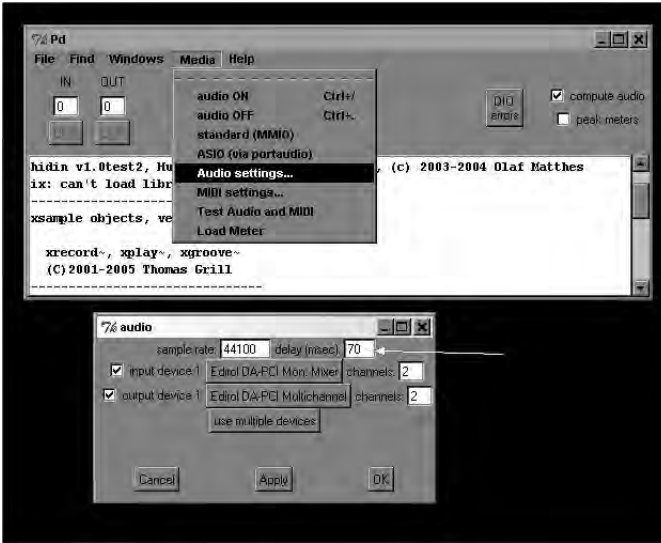 Pd
File Find Windows Media Help
IN OUT
0 0
DIO errors
compute audio
peak meters
audio ON Ctrl+/
audio OFF Ctrl+.
standard (MMIO)
ASIO (via portaudio)
Audio settings...
MIDI settings...
Test Audio and MIDI
Load Meter
hidin v1.0test2, Hu , (c) 2003-2004 Olaf Matthes
ix: can't load libr
xsample objects, ve
xrecord~, xplay~, xgroove~
(C)2001-2005 Thomas Grill
audio
sample rate: 44100 delay (msec): 70
input device 1: Edirol DA-PCI Mon. Mixer channels: 2
output device 1: Edirol DA-PCI Multichannel channels: 2
use multiple devices
Cancel Apply OK